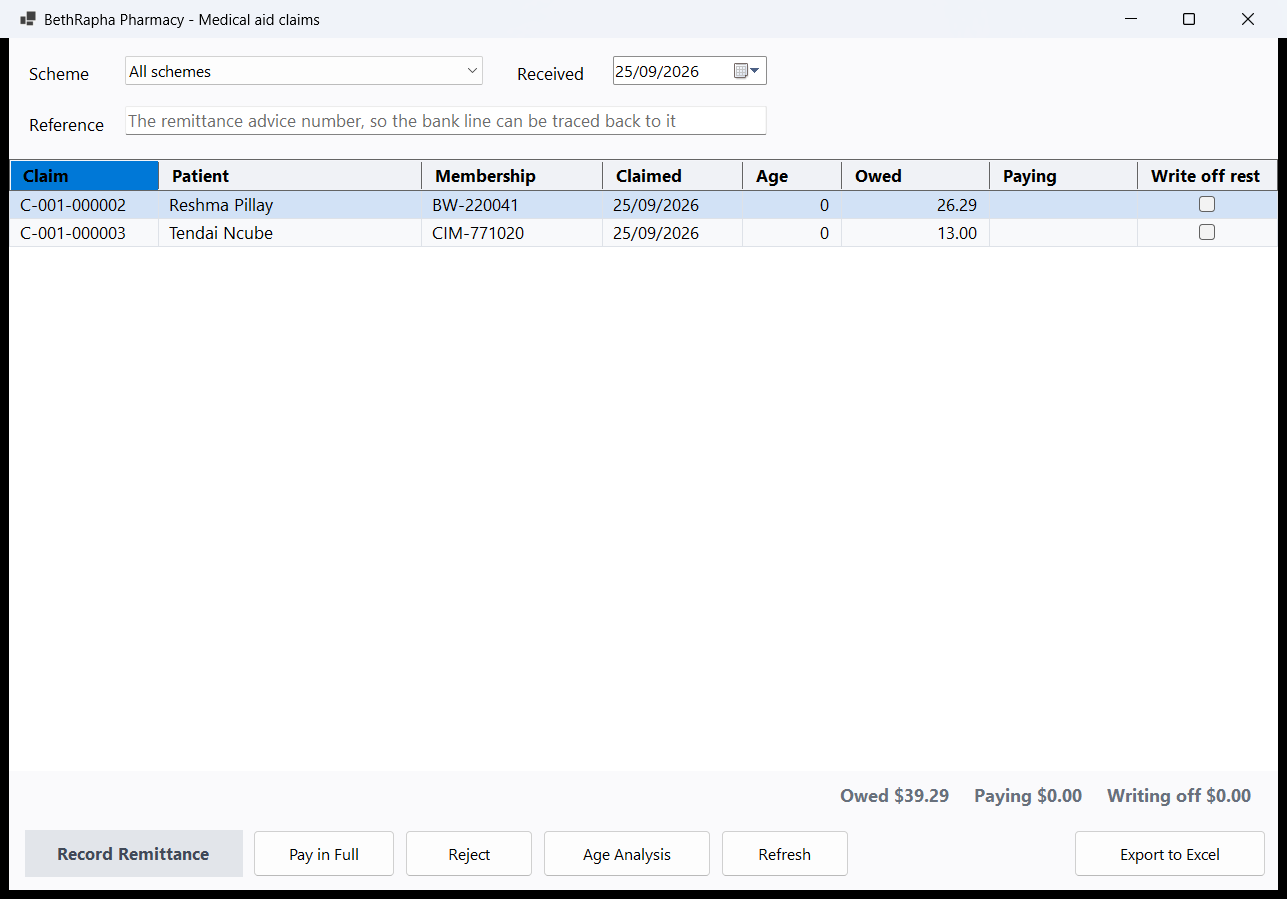 BethRapha Pharmacy - Medical aid claims
Scheme All schemes Received 25/09/2026
Reference The remittance advice number, so the bank line can be traced back to it
Claim Patient Membership Claimed Age Owed Paying Write off rest
C-001-000002 Reshma Pillay BW-220041 25/09/2026 0 26.29
C-001-000003 Tendai Ncube CIM-771020 25/09/2026 0 13.00
Owed $39.29 Paying $0.00 Writing off $0.00
Record Remittance Pay in Full Reject Age Analysis Refresh Export to Excel